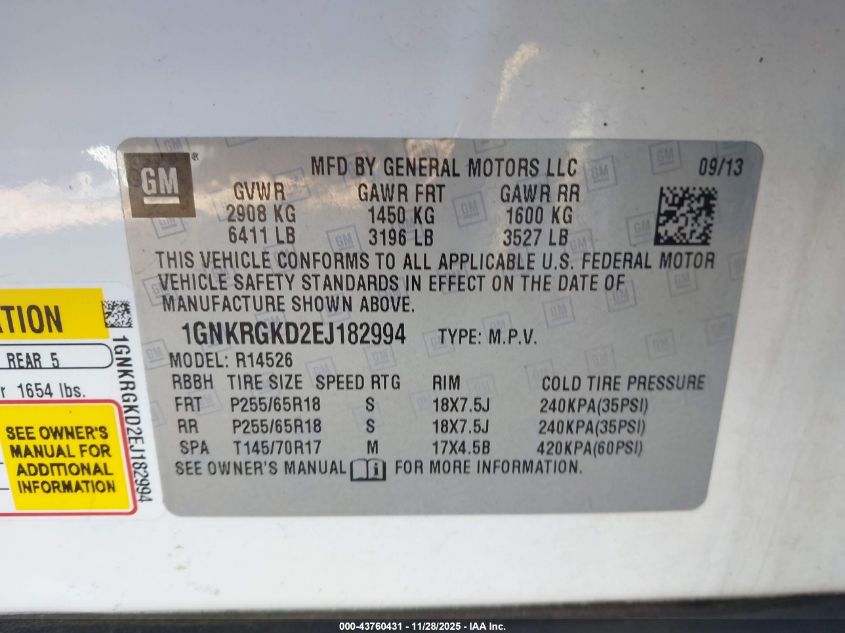 GM®
MFD BY GENERAL MOTORS LLC 09/13
GVWR GAWR FRT GAWR RR
2908 KG 1450 KG 1600 KG
6411 LB 3196 LB 3527 LB
THIS VEHICLE CONFORMS TO ALL APPLICABLE U.S. FEDERAL MOTOR
VEHICLE SAFETY STANDARDS IN EFFECT ON THE DATE OF
MANUFACTURE SHOWN ABOVE.
1GNKRGKD2EJ182994 TYPE: M.P.V.
MODEL: R14526
RBBH TIRE SIZE SPEED RTG RIM COLD TIRE PRESSURE
FRT P255/65R18 S 18X7.5J 240KPA(35PSI)
RR P255/65R18 S 18X7.5J 240KPA(35PSI)
SPA T145/70R17 M 17X4.5B 420KPA(60PSI)
SEE OWNER'S MANUAL i FOR MORE INFORMATION.
REAR 5
1654 lbs.
SEE OWNER'S
MANUAL FOR
ADDITIONAL
INFORMATION
1GNKRGKD2EJ182994
000-43760431 - 11/28/2025 - IAA Inc.